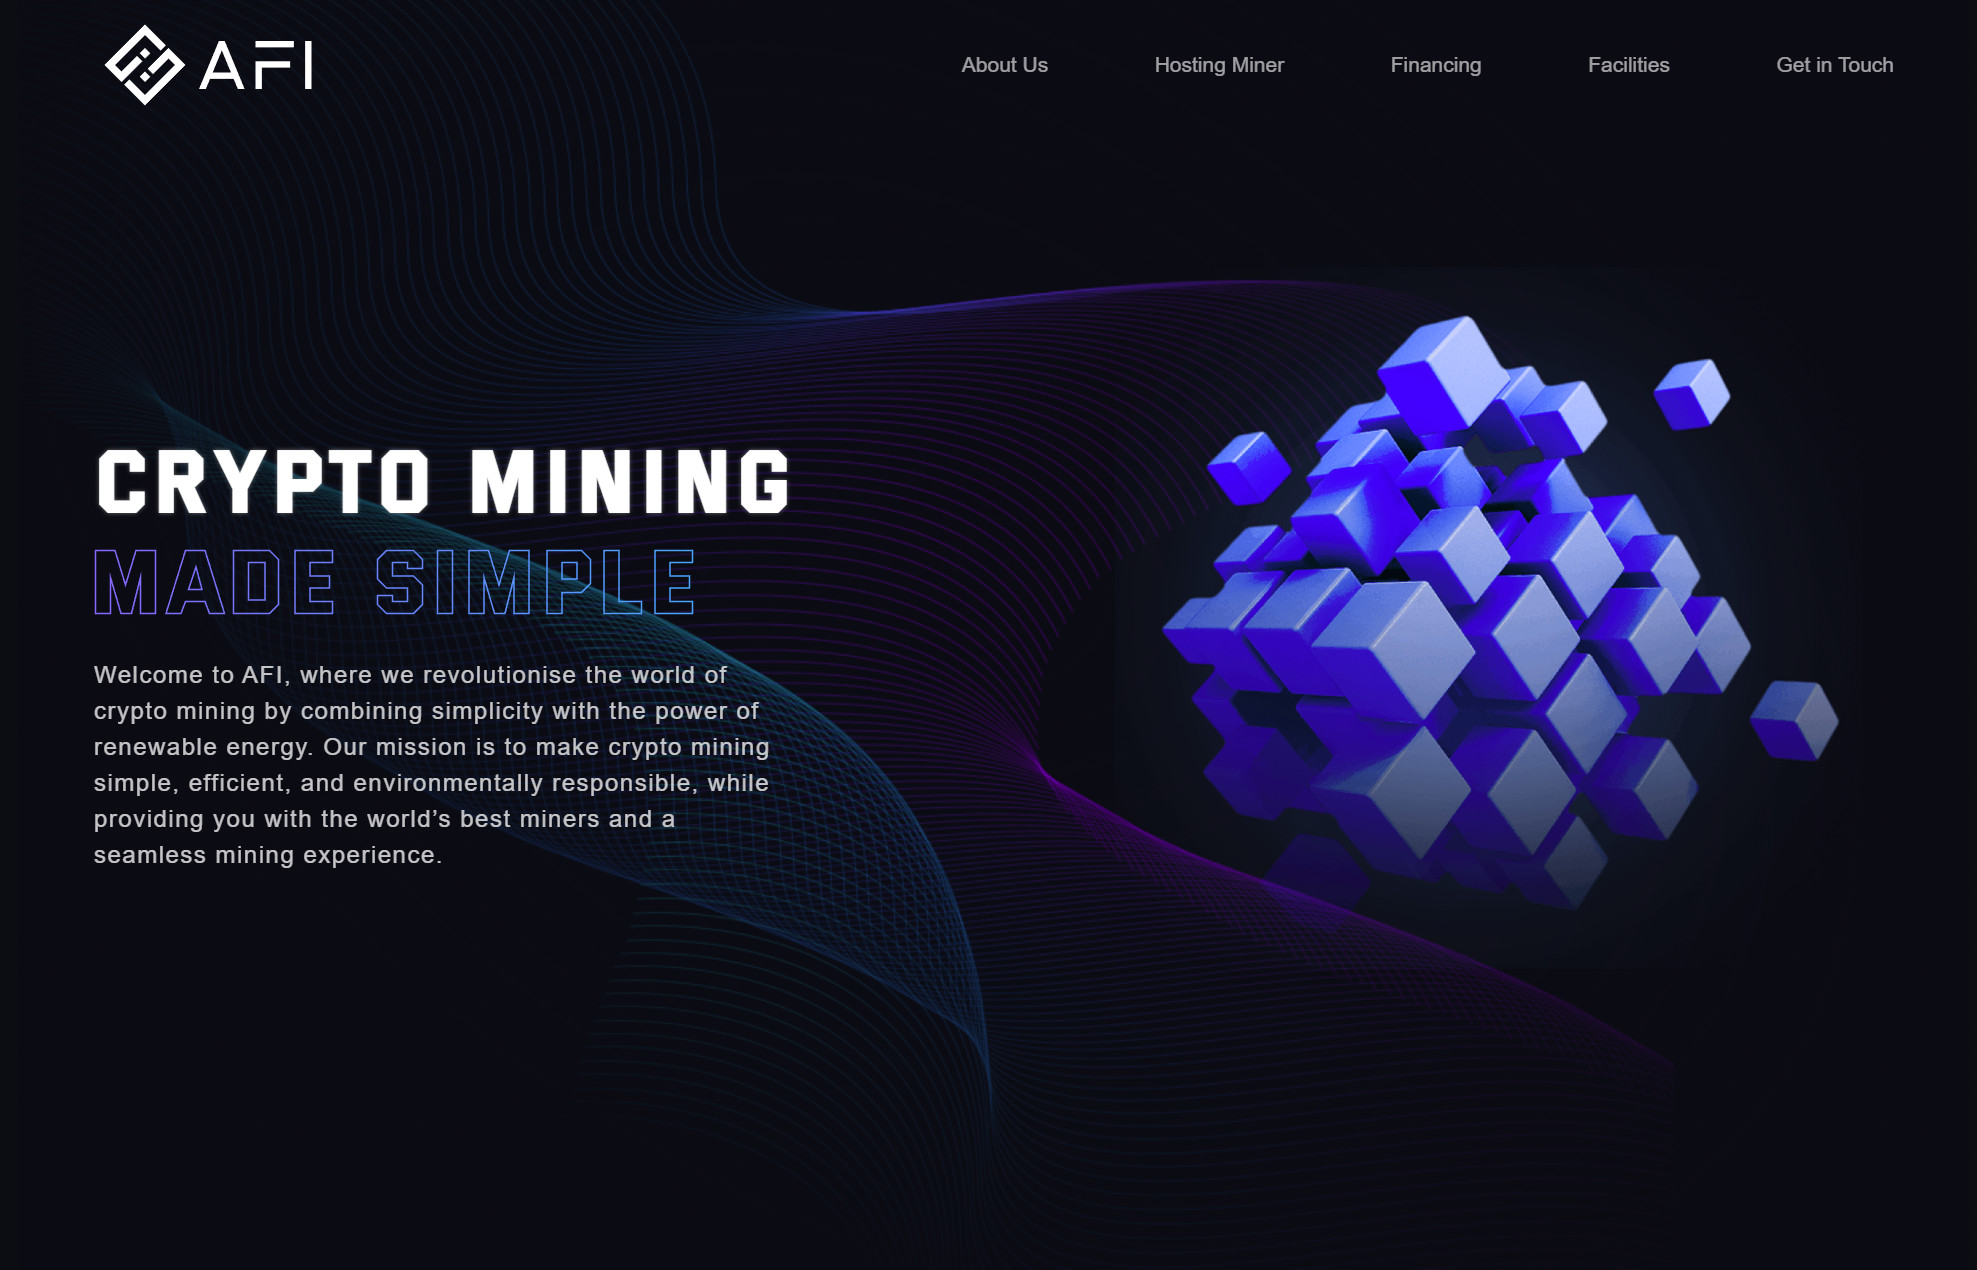 AFI
About Us
Hosting Miner
Financing
Facilities
Get in Touch
CRYPTO MINING
MADE SIMPLE
Welcome to AFI, where we revolutionise the world of
crypto mining by combining simplicity with the power of
renewable energy. Our mission is to make crypto mining
simple, efficient, and environmentally responsible, while
providing you with the world’s best miners and a
seamless mining experience.